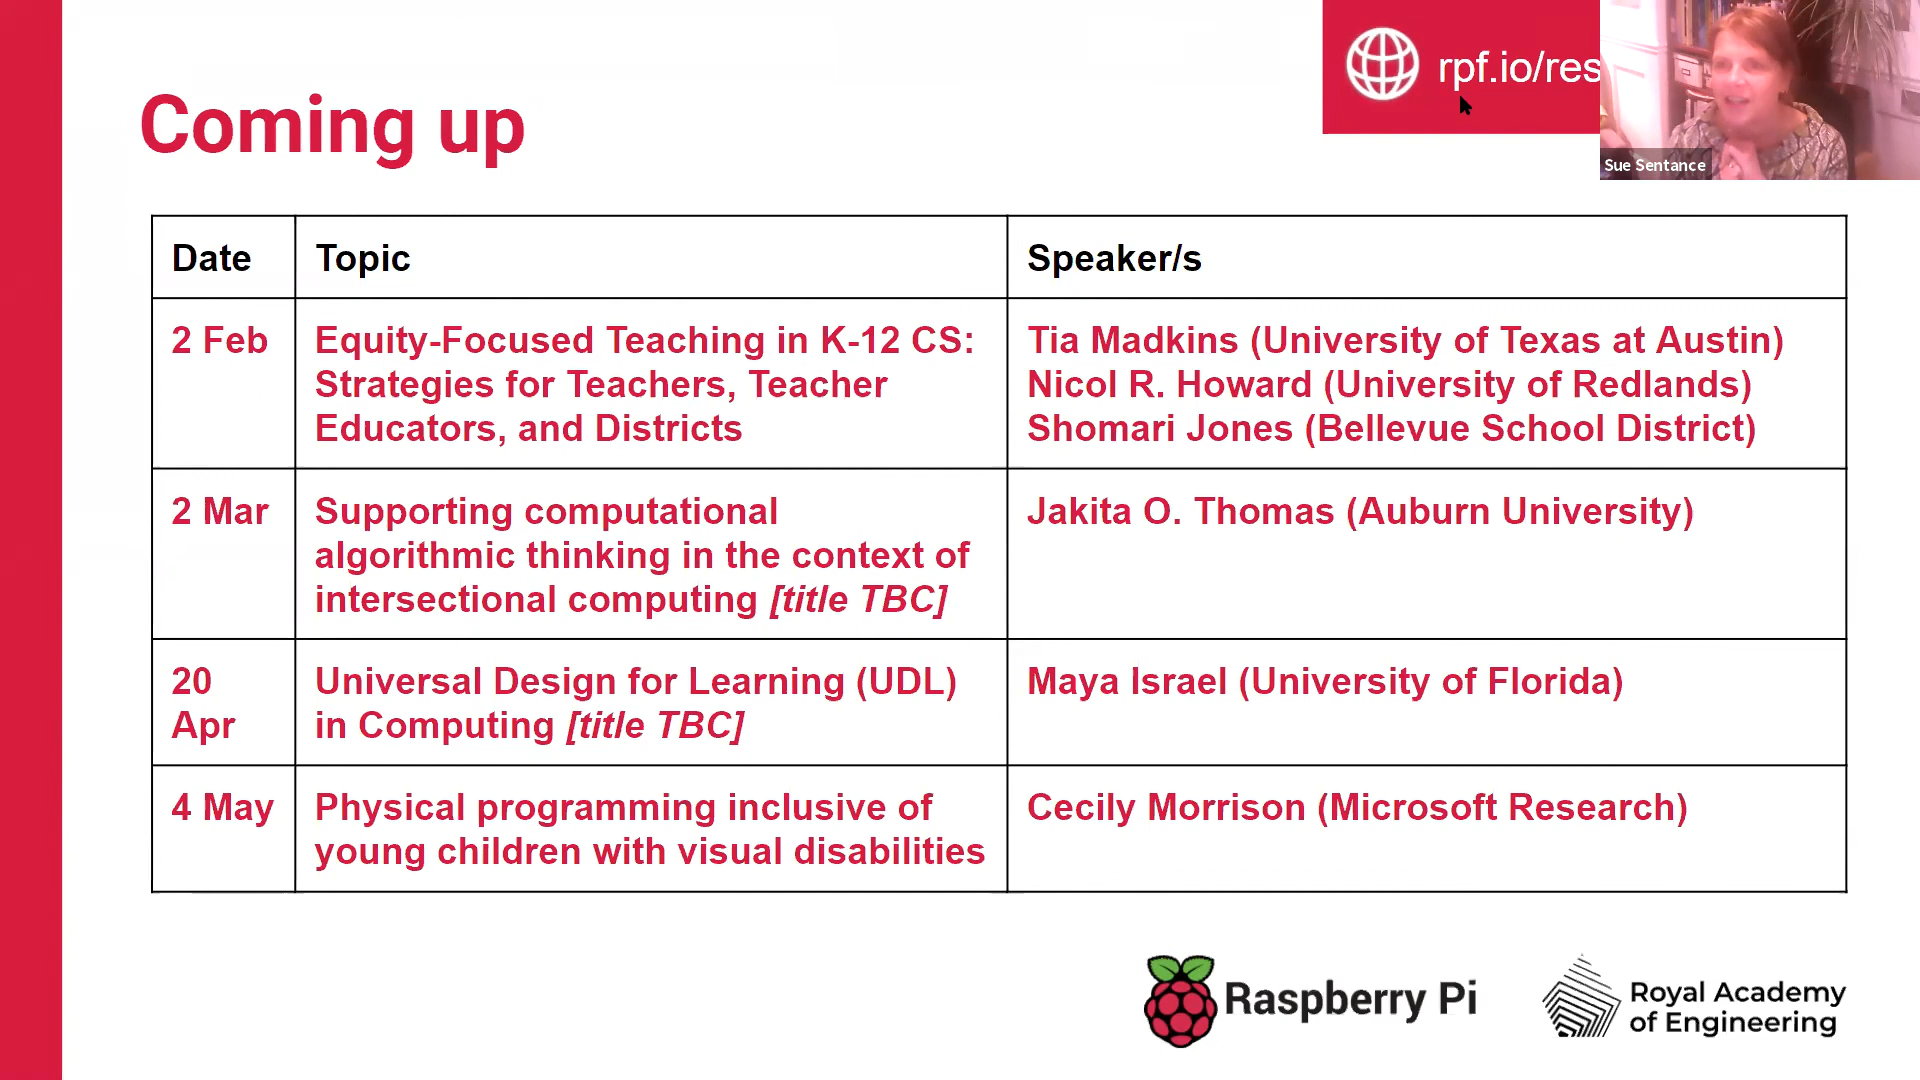 rpf.io/res
Sue Sentance
Coming up
Date
Topic
Speaker/s
2 Feb
Equity-Focused Teaching in K-12 CS:
Strategies for Teachers, Teacher
Educators, and Districts
Tia Madkins (University of Texas at Austin)
Nicol R. Howard (University of Redlands)
Shomari Jones (Bellevue School District)
2 Mar
Supporting computational
algorithmic thinking in the context of
intersectional computing [title TBC]
Jakita O. Thomas (Auburn University)
20
Apr
Universal Design for Learning (UDL)
in Computing [title TBC]
Maya Israel (University of Florida)
4 May
Physical programming inclusive of
young children with visual disabilities
Cecily Morrison (Microsoft Research)
Raspberry Pi
Royal Academy
of Engineering